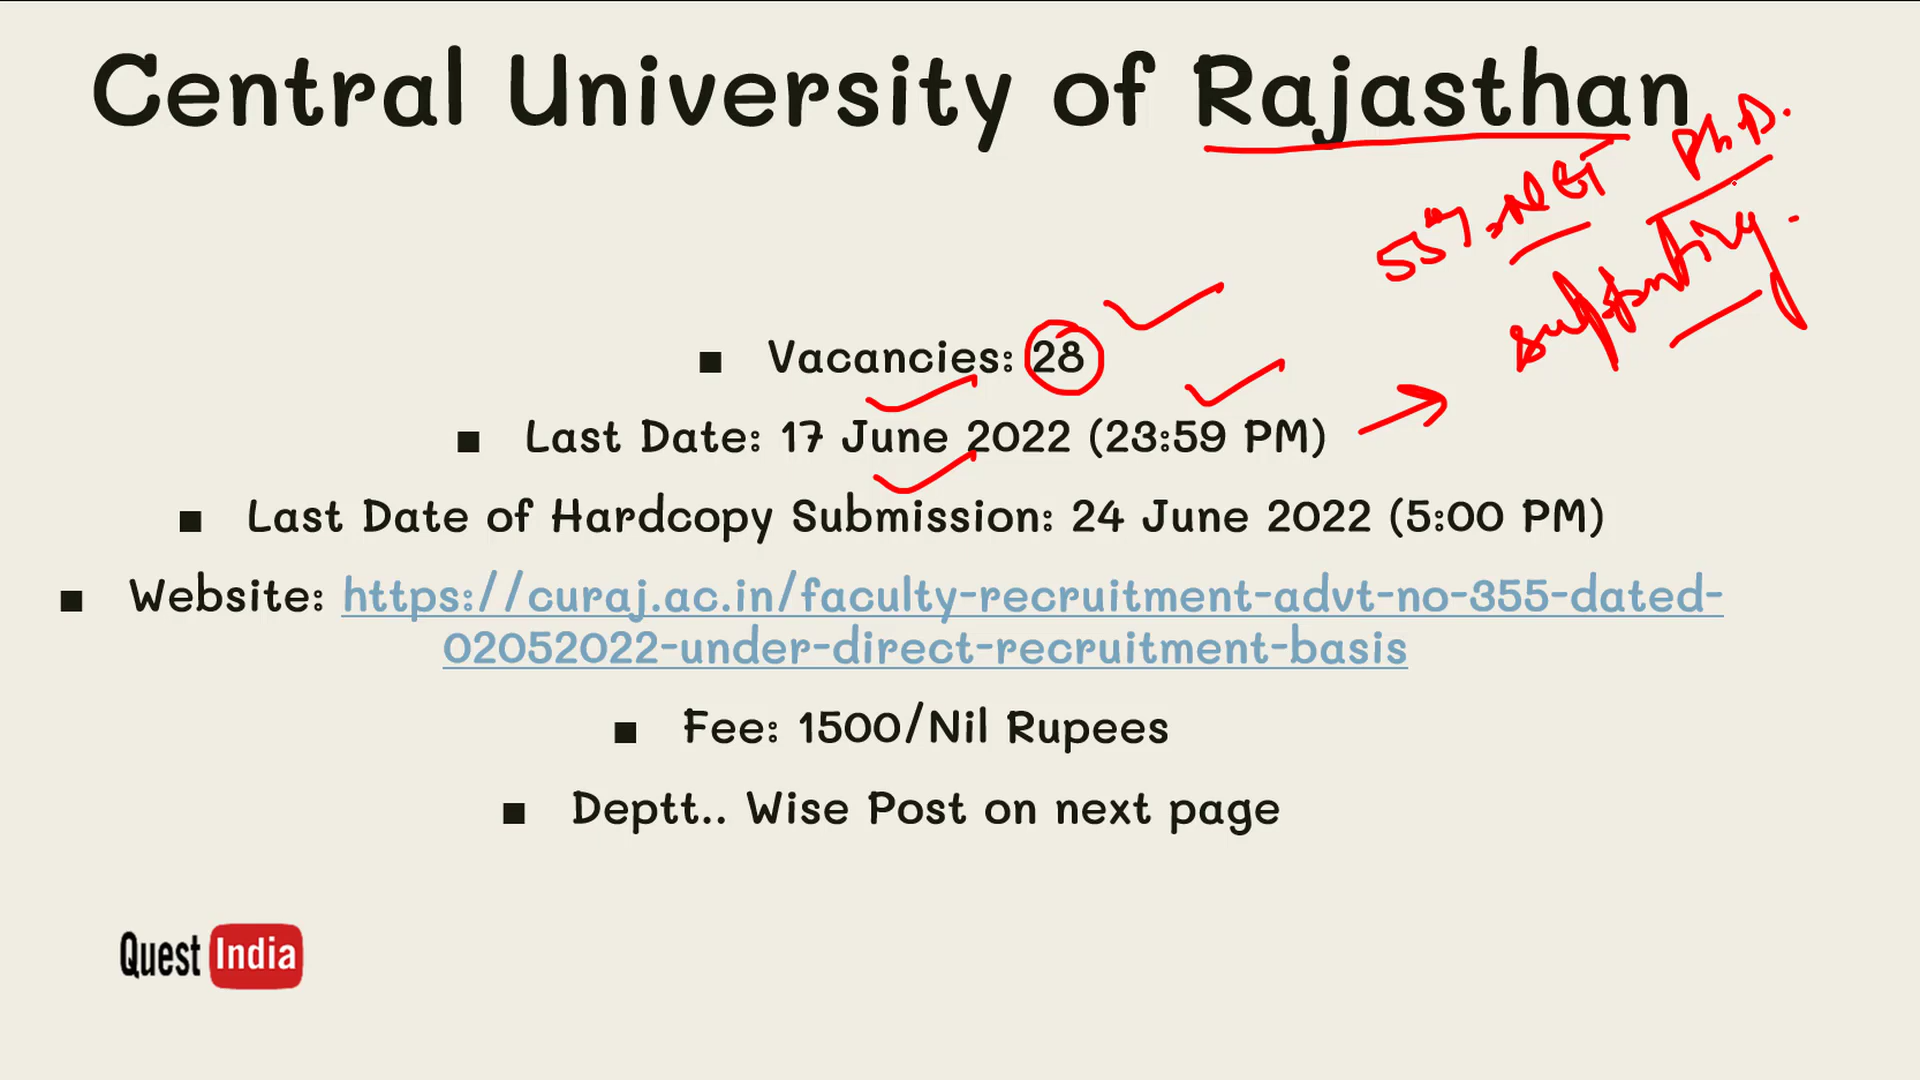 Central University of Rajasthan
Ph.D.
NET
supporting
■ Vacancies: 28
■ Last Date: 17 June 2022 (23:59 PM)
■ Last Date of Hardcopy Submission: 24 June 2022 (5:00 PM)
■ Website: https://curaj.ac.in/faculty-recruitment-advt-no-355-dated-
02052022-under-direct-recruitment-basis
■ Fee: 1500/Nil Rupees
■ Deptt.. Wise Post on next page
Quest India